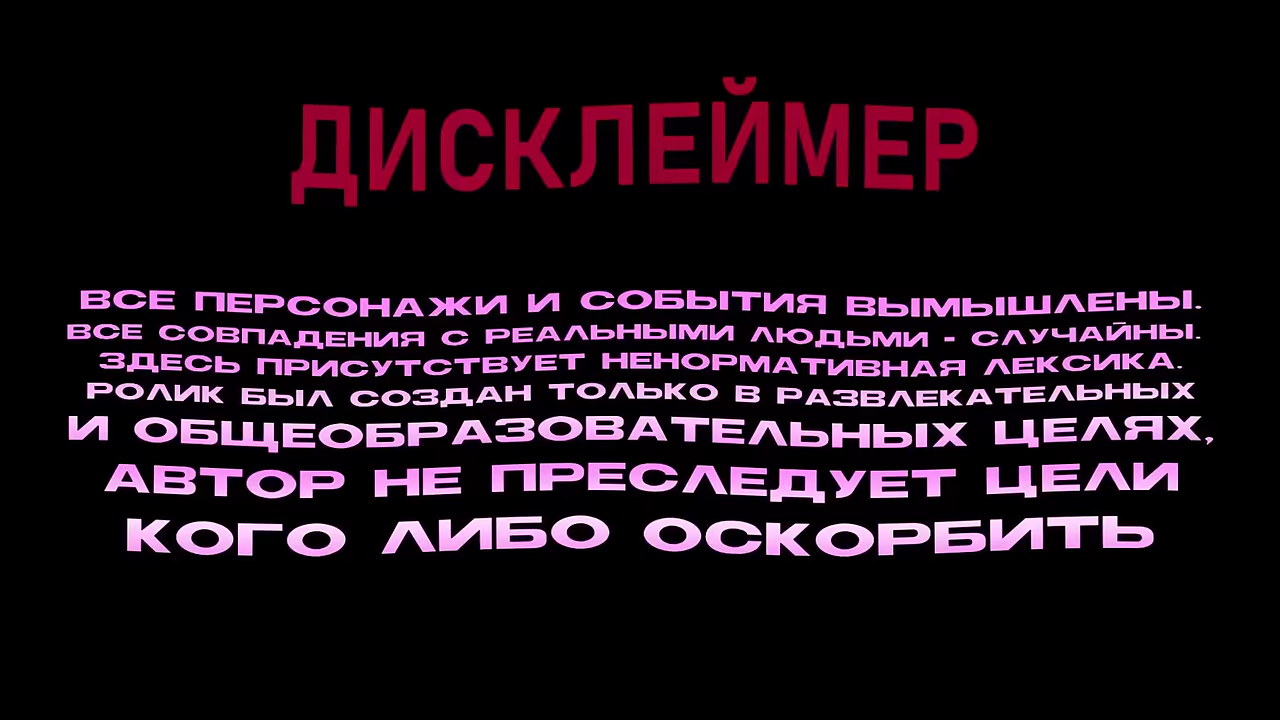 ДИСКЛЕЙМЕР
ВСЕ ПЕРСОНАЖИ И СОБЫТИЯ ВЫМЫШЛЕНЫ.
ВСЕ СОВПАДЕНИЯ С РЕАЛЬНЫМИ ЛЮДЬМИ - СЛУЧАЙНЫ.
ЗДЕСЬ ПРИСУТСТВУЕТ НЕНОРМАТИВНАЯ ЛЕКСИКА.
РОЛИК БЫЛ СОЗДАН ТОЛЬКО В РАЗВЛЕКАТЕЛЬНЫХ
И ОБЩЕОБРАЗОВАТЕЛЬНЫХ ЦЕЛЯХ,
АВТОР НЕ ПРЕСЛЕДУЕТ ЦЕЛИ
КОГО ЛИБО ОСКОРБИТЬ